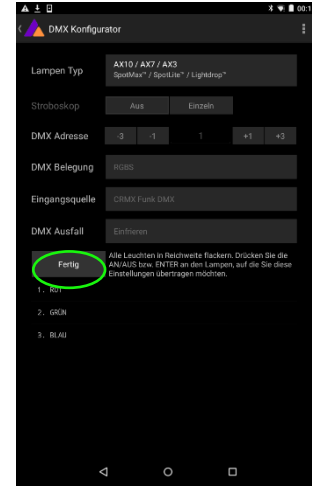 00:1
DMX Konfigurator
Lampen Typ
AX10 / AX7 / AX3
SpotMax™ / SpotLite™ / Lightdrop™
Stroboskop Aus Einzeln
DMX Adresse -3 -1 1 +1 +3
DMX Belegung RGBS
Eingangsquelle CRMX Funk DMX
DMX Ausfall Einfrieren
Fertig
Alle Leuchten in Reichweite flackern. Drücken Sie die
AN/AUS bzw. ENTER an den Lampen, auf die Sie diese
Einstellungen übertragen möchten.
1. ROT
2. GRÜN
3. BLAU